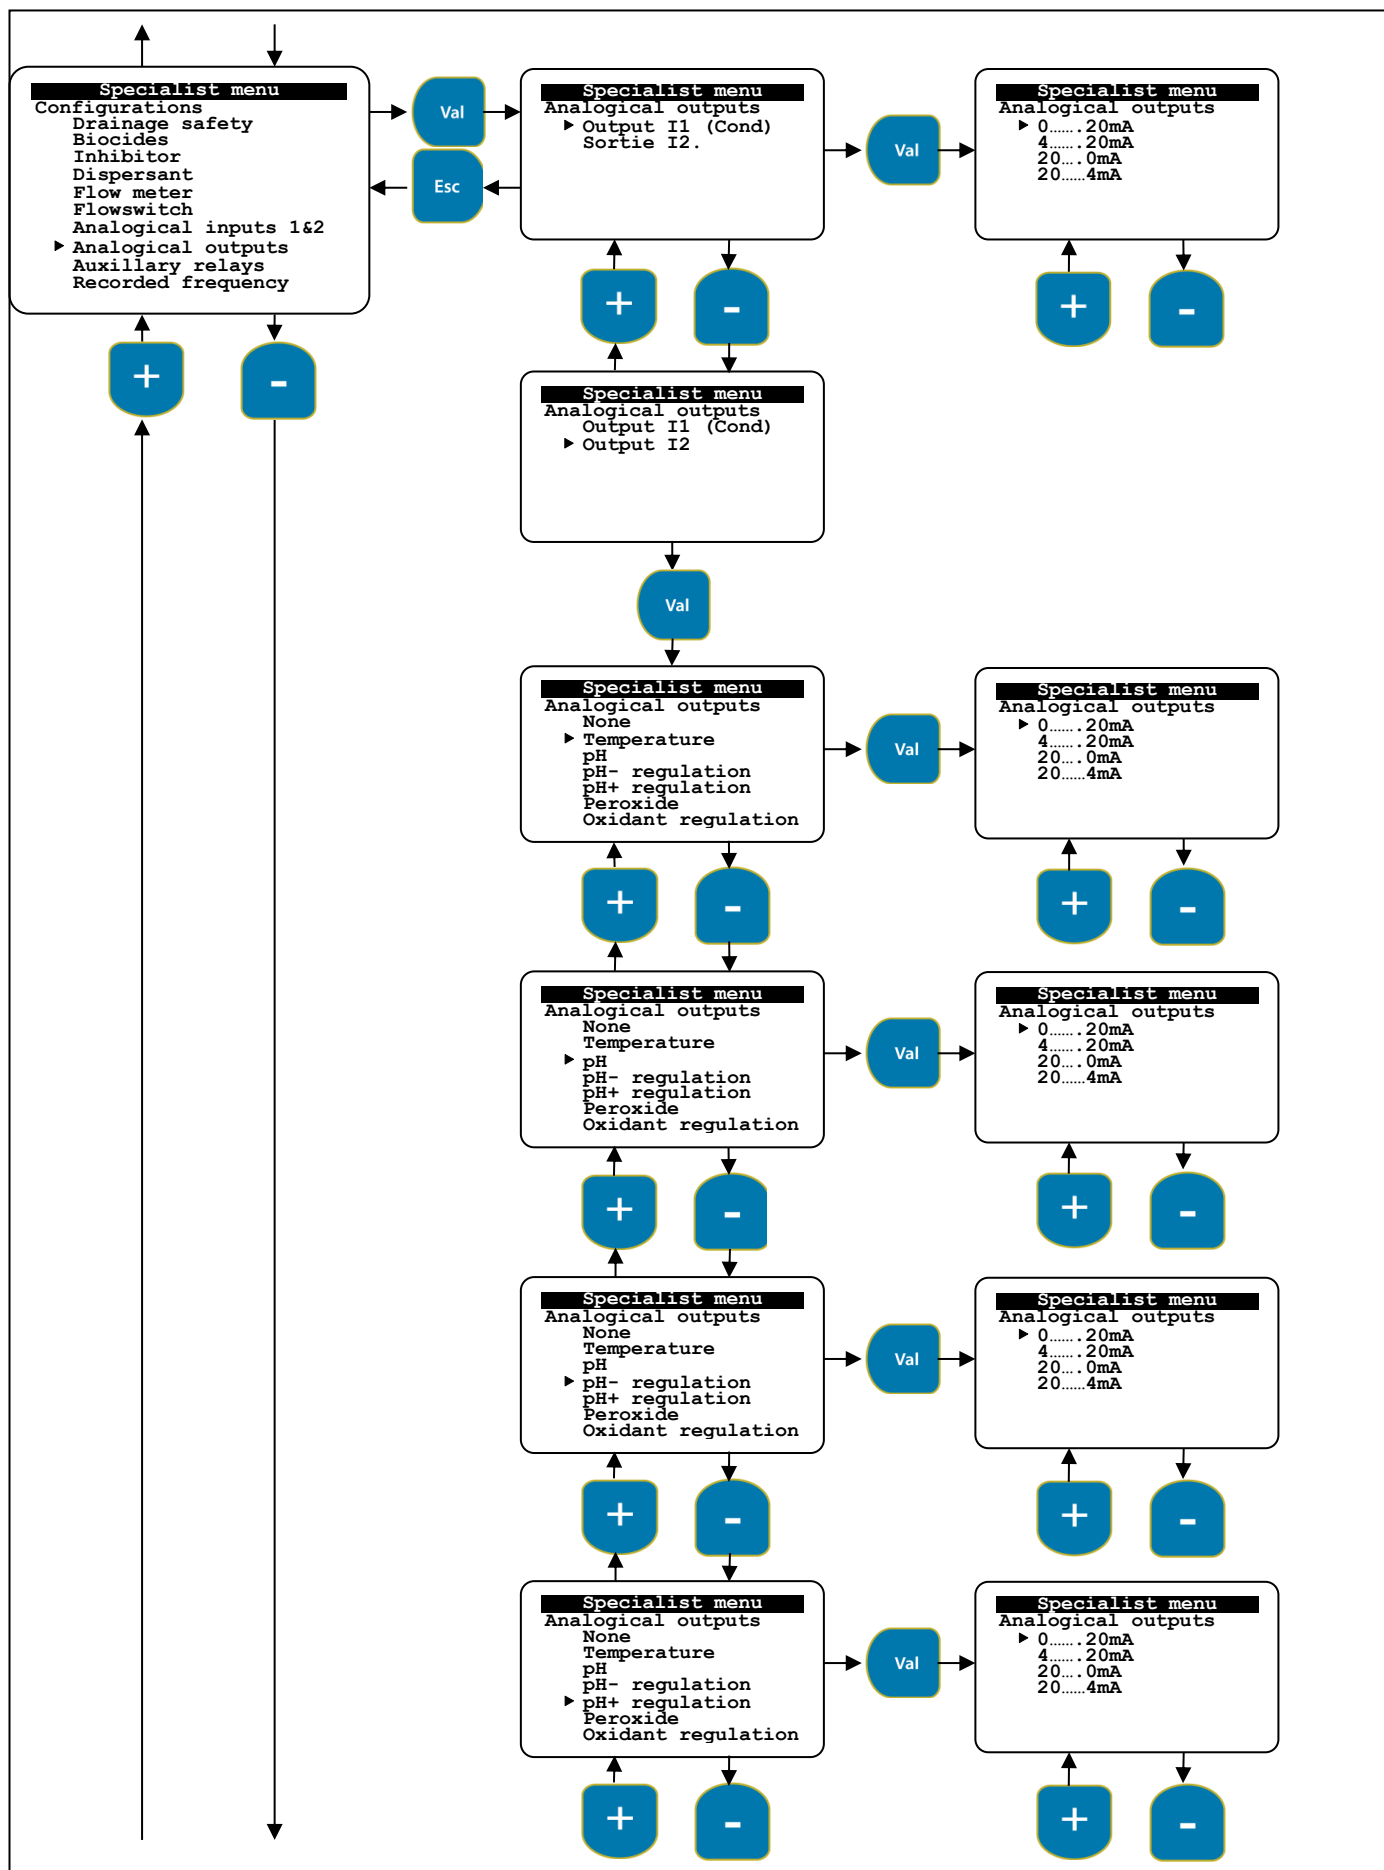 Specialist menu
Configurations
Drainage safety
Biocides
Inhibitor
Dispersant
Flow meter
Flowswitch
Analogical inputs 1&2
Analogical outputs
Auxillary relays
Recorded frequency
Val
Esc
Specialist menu
Analogical outputs
Output I1 (Cond)
Sortie I2.
Val
Specialist menu
Analogical outputs
0…….20mA
4…….20mA
20….0mA
20……4mA
+
-
+
-
+
-
Specialist menu
Analogical outputs
Output I1 (Cond)
Output I2
Val
Specialist menu
Analogical outputs
None
Temperature
pH
pH- regulation
pH+ regulation
Peroxide
Oxidant regulation
Val
Specialist menu
Analogical outputs
0…….20mA
4…….20mA
20….0mA
20……4mA
+
-
+
-
Specialist menu
Analogical outputs
None
Temperature
pH
pH- regulation
pH+ regulation
Peroxide
Oxidant regulation
Val
Specialist menu
Analogical outputs
0…….20mA
4…….20mA
20….0mA
20……4mA
+
-
+
-
Specialist menu
Analogical outputs
None
Temperature
pH
pH- regulation
pH+ regulation
Peroxide
Oxidant regulation
Val
Specialist menu
Analogical outputs
0…….20mA
4…….20mA
20….0mA
20……4mA
+
-
+
-
Specialist menu
Analogical outputs
None
Temperature
pH
pH- regulation
pH+ regulation
Peroxide
Oxidant regulation
Val
Specialist menu
Analogical outputs
0…….20mA
4…….20mA
20….0mA
20……4mA
+
-
+
-